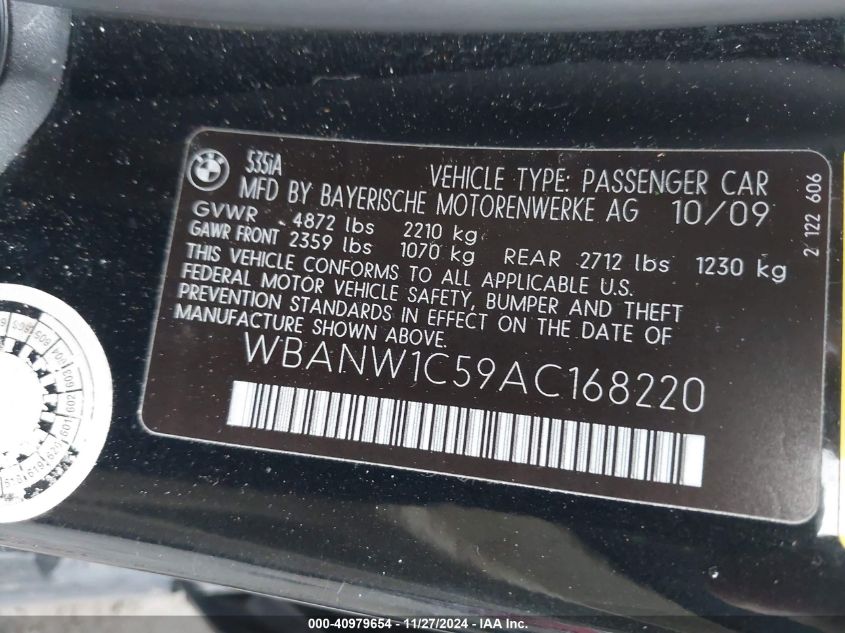 BMW
535iA
VEHICLE TYPE: PASSENGER CAR
MFD BY BAYERISCHE MOTORENWERKE AG 10/09
GVWR 4872 lbs 2210 kg
GAWR FRONT 2359 lbs 1070 kg REAR 2712 lbs 1230 kg
THIS VEHICLE CONFORMS TO ALL APPLICABLE U.S.
FEDERAL MOTOR VEHICLE SAFETY, BUMPER AND THEFT
PREVENTION STANDARDS IN EFFECT ON THE DATE OF
MANUFACTURE SHOWN ABOVE.
WBANW1C59AC168220
2 122 606
000-40979654 - 11/27/2024 - IAA Inc.